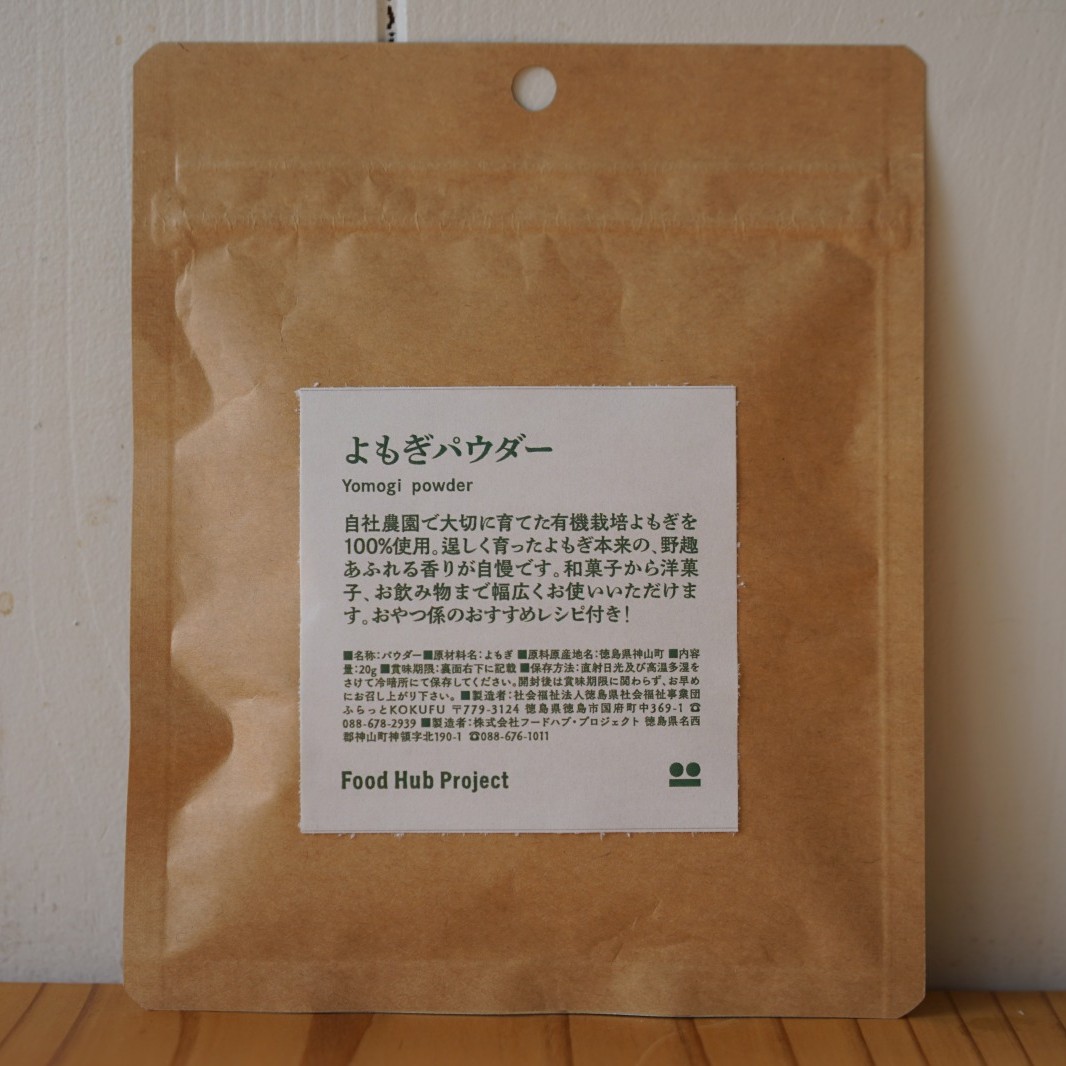 よもぎパウダー
Yomogi powder
自社農園で大切に育てた有機栽培よもぎを
100%使用。逞しく育ったよもぎ本来の、野趣
あふれる香りが自慢です。和菓子から洋菓
子、お飲み物まで幅広くお使いいただけま
す。おやつ係のおすすめレシピ付き！
■名称：パウダー■原材料名：よもぎ ■原料原産地名：徳島県神山町 ■内容
量：20g ■賞味期限：裏面右下に記載 ■保存方法：直射日光及び高温多湿を
さけて冷暗所にて保存してください。開封後は賞味期限に関わらず、お早め
にお召し上がり下さい。 ■製造者：社会福祉法人徳島県社会福祉事業団
ふらっとKOKUFU 〒779-3124 徳島県徳島市国府町中369-1 ☎
088-678-2939 ■製造者：株式会社フードハブ・プロジェクト 徳島県名西
郡神山町神領字北190-1 ☎088-676-1011
Food Hub Project